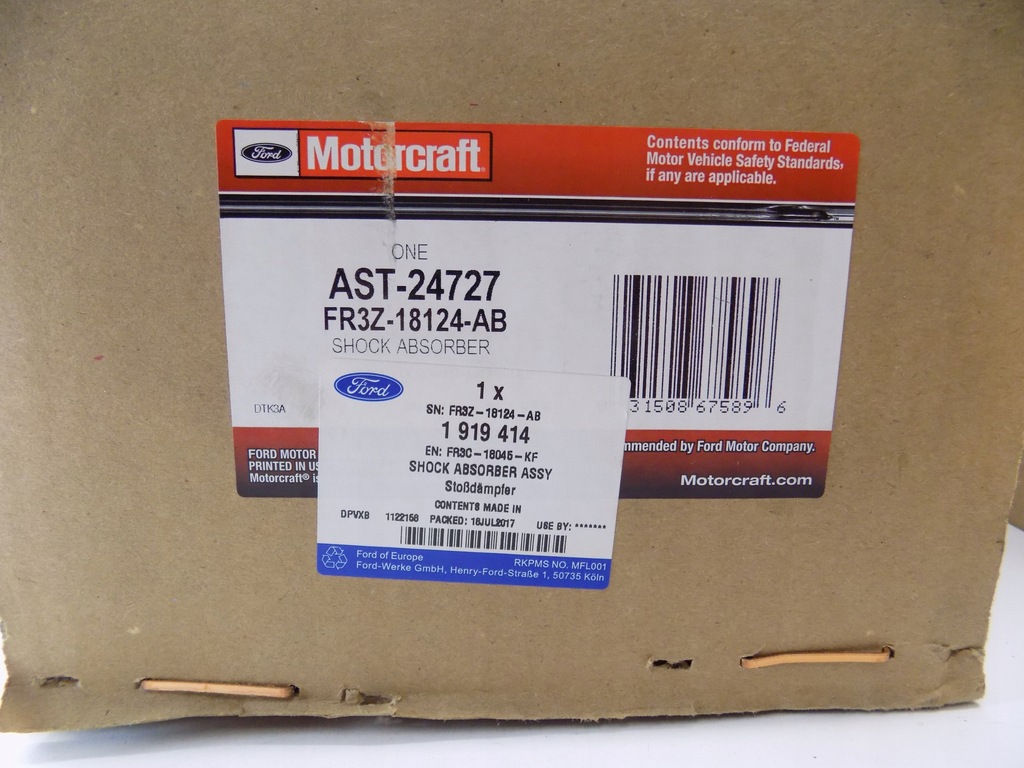 Ford Motorcraft
Contents conform to Federal
Motor Vehicle Safety Standards,
if any are applicable.
ONE
AST-24727
FR3Z-18124-AB
SHOCK ABSORBER
DTK3A
31508 67589 6
FORD MOTOR
PRINTED IN US
Motorcraft® is
mmended by Ford Motor Company.
Motorcraft.com
Ford
1 x
SN: FR3Z-18124-AB
1 919 414
EN: FR3C-18045-KF
SHOCK ABSORBER ASSY
Stoßdämpfer
CONTENTS MADE IN
DPVXB 1122156 PACKED: 18JUL2017 USE BY: *******
Ford of Europe
RKPMS NO. MFL001
Ford-Werke GmbH, Henry-Ford-Straße 1, 50735 Köln